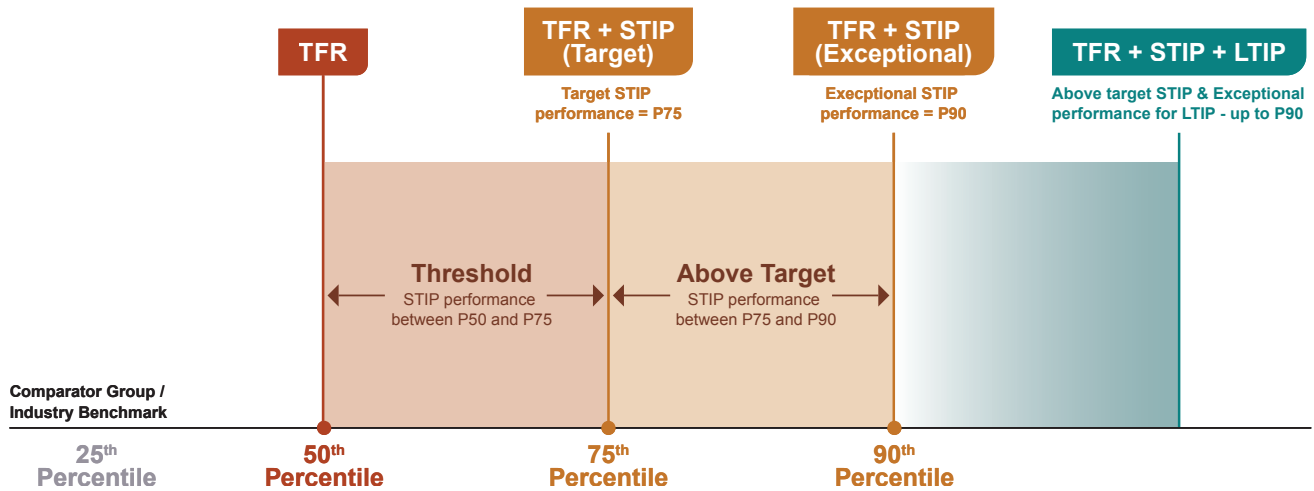 TFR
TFR + STIP
(Target)
TFR + STIP
(Exceptional)
TFR + STIP + LTIP
Target STIP
performance = P75
Execptional STIP
performance = P90
Above target STIP & Exceptional
performance for LTIP - up to P90
Threshold
STIP performance
between P50 and P75
Above Target
STIP performance
between P75 and P90
Comparator Group /
Industry Benchmark
25th
Percentile
50th
Percentile
75th
Percentile
90th
Percentile